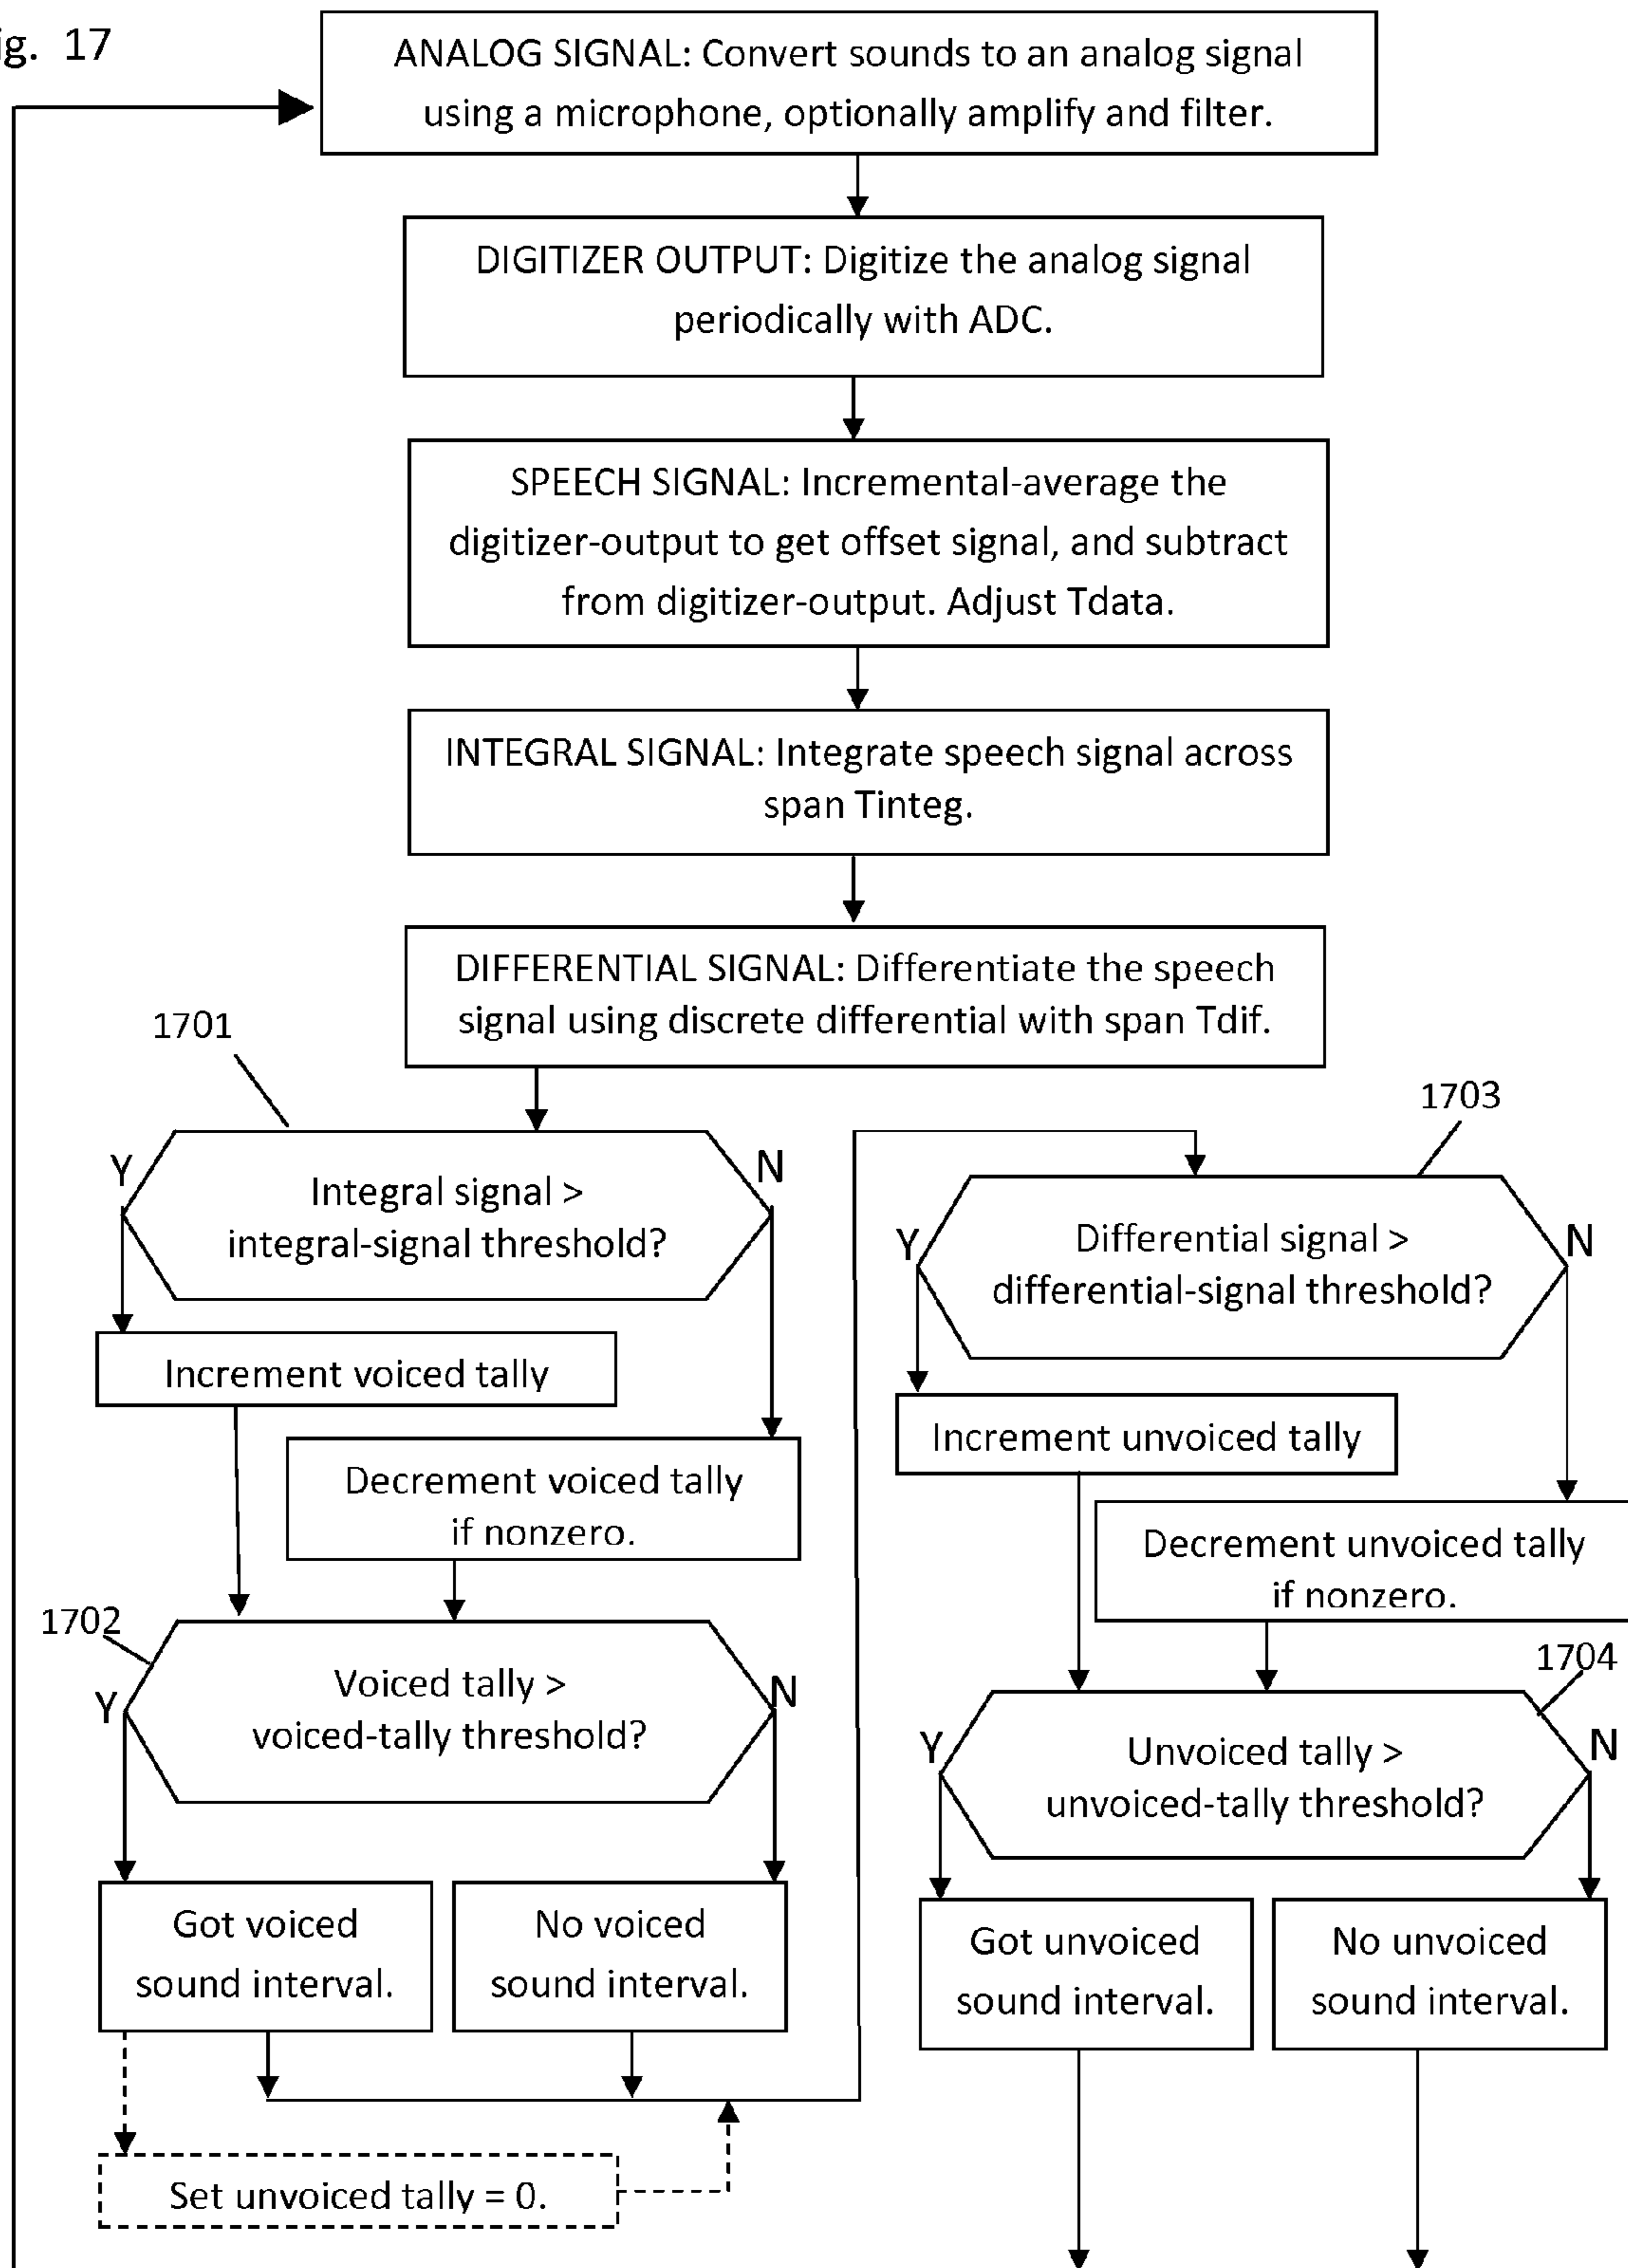 ig. 17
ANALOG SIGNAL: Convert sounds to an analog signal
using a microphone, optionally amplify and filter.
DIGITIZER OUTPUT: Digitize the analog signal
periodically with ADC.
SPEECH SIGNAL: Incremental-average the
digitizer-output to get offset signal, and subtract
from digitizer-output. Adjust Tdata.
INTEGRAL SIGNAL: Integrate speech signal across
span Tinteg.
DIFFERENTIAL SIGNAL: Differentiate the speech
signal using discrete differential with span Tdif.
1701
Y
N
Integral signal >
integral-signal threshold?
Increment voiced tally
Decrement voiced tally
if nonzero.
1702
Y
N
Voiced tally >
voiced-tally threshold?
Got voiced
sound interval.
No voiced
sound interval.
Set unvoiced tally = 0.
1703
Y
N
Differential signal >
differential-signal threshold?
Increment unvoiced tally
Decrement unvoiced tally
if nonzero.
1704
Y
N
Unvoiced tally >
unvoiced-tally threshold?
Got unvoiced
sound interval.
No unvoiced
sound interval.